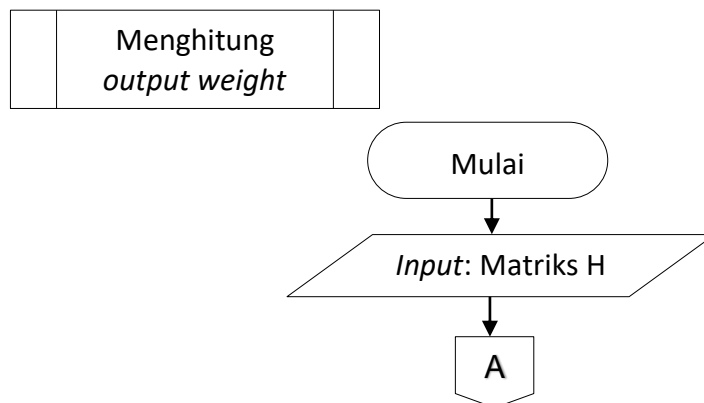 Menghitung
output weight
Mulai
Input: Matriks H
A